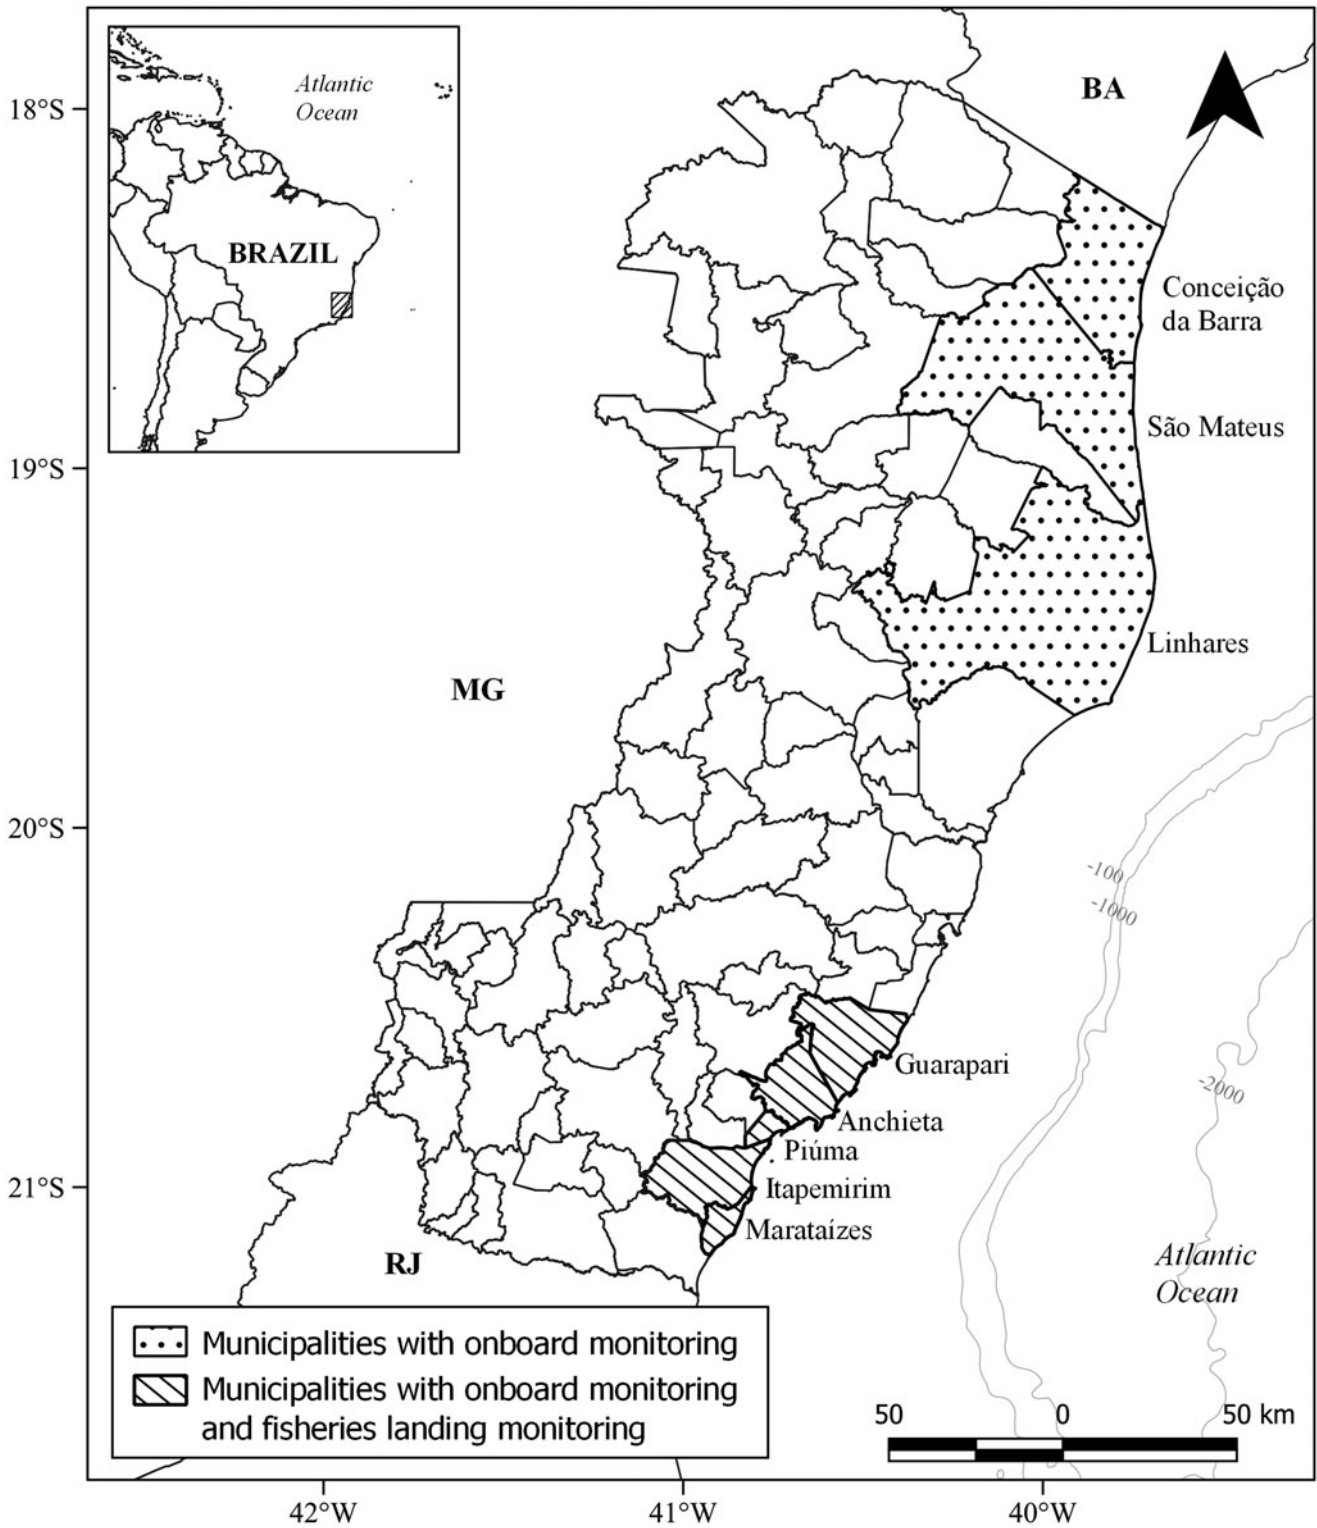 Atlantic
Ocean
BRAZIL
BA
18°S
Conceição
da Barra
São Mateus
19°S
Linhares
MG
20°S
-100
-1000
Guarapari
-2000
Anchieta
Piúma
21°S
Itapemirim
Marataízes
RJ
Atlantic
Ocean
Municipalities with onboard monitoring
Municipalities with onboard monitoring
and fisheries landing monitoring
50 0 50 km
42°W 41°W 40°W